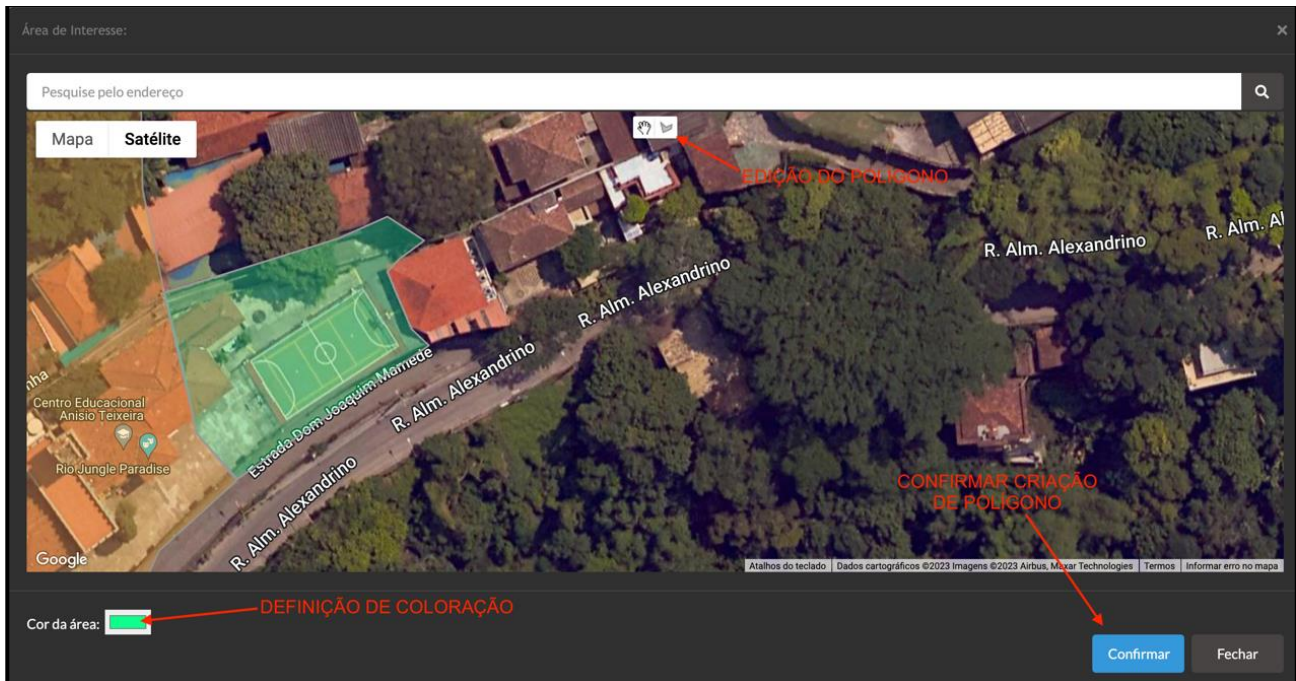 Área de Interesse:
×
Pesquise pelo endereço
Mapa
Satélite
EDIÇÃO DO POLÍGONO
R. Alm. Alexandrino
R. Alm. Al
R. Alm. Alexandrino
R. Alm. Alexandrino
Estrada Dom Joaquim Mamede
R. Alm. Alexandrino
nha
Centro Educacional
Anísio Teixeira
Rio Jungle Paradise
CONFIRMAR CRIAÇÃO
DE POLÍGONO
Google
Atalhos do teclado
Dados cartográficos ©2023 Imagens ©2023 Airbus, Maxar Technologies
Termos
Informar erro no mapa
DEFINIÇÃO DE COLORAÇÃO
Cor da área:
Confirmar
Fechar